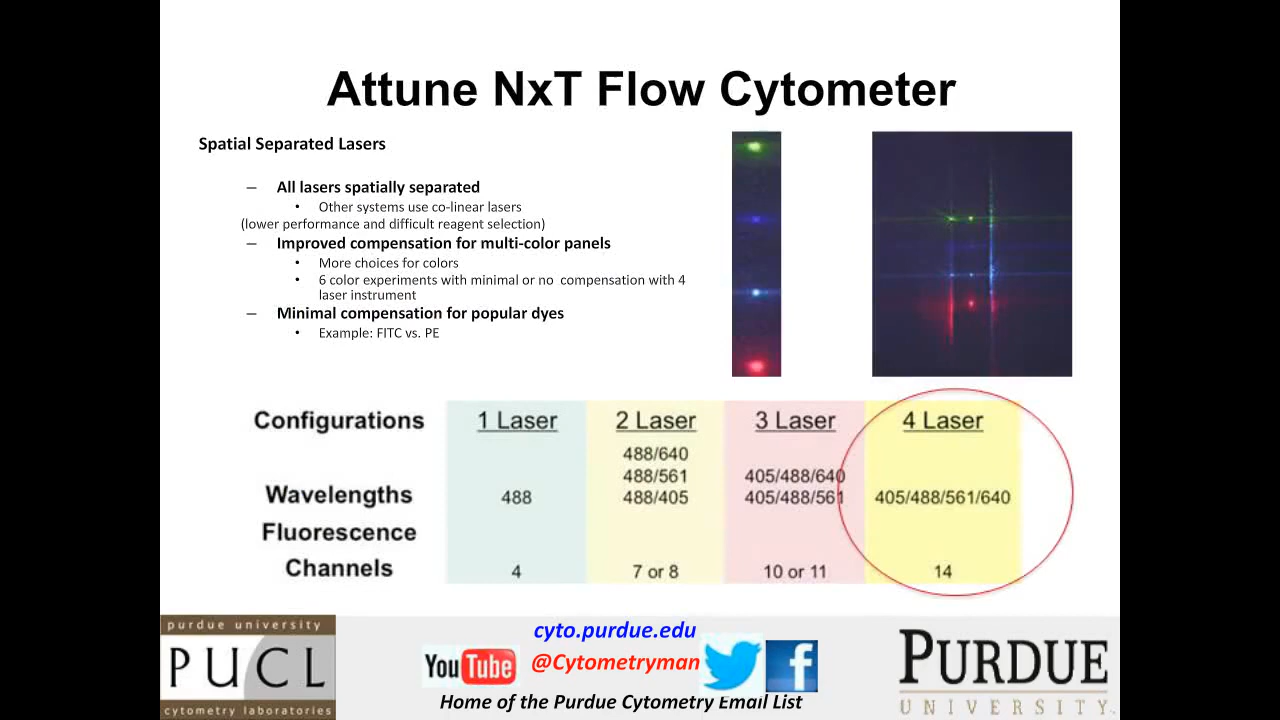 Attune NxT Flow Cytometer
Spatial Separated Lasers
– All lasers spatially separated
• Other systems use co-linear lasers
(lower performance and difficult reagent selection)
– Improved compensation for multi-color panels
• More choices for colors
• 6 color experiments with minimal or no compensation with 4
laser instrument
– Minimal compensation for popular dyes
• Example: FITC vs. PE
Configurations 1 Laser 2 Laser 3 Laser 4 Laser
488/640
488/561 405/488/640
Wavelengths 488 488/405 405/488/561 405/488/561/640
Fluorescence
Channels 4 7 or 8 10 or 11 14
purdue university
PUCL
cytometry laboratories
cyto.purdue.edu
YouTube @Cytometryman f
Home of the Purdue Cytometry Email List
PURDUE
UNIVERSITY